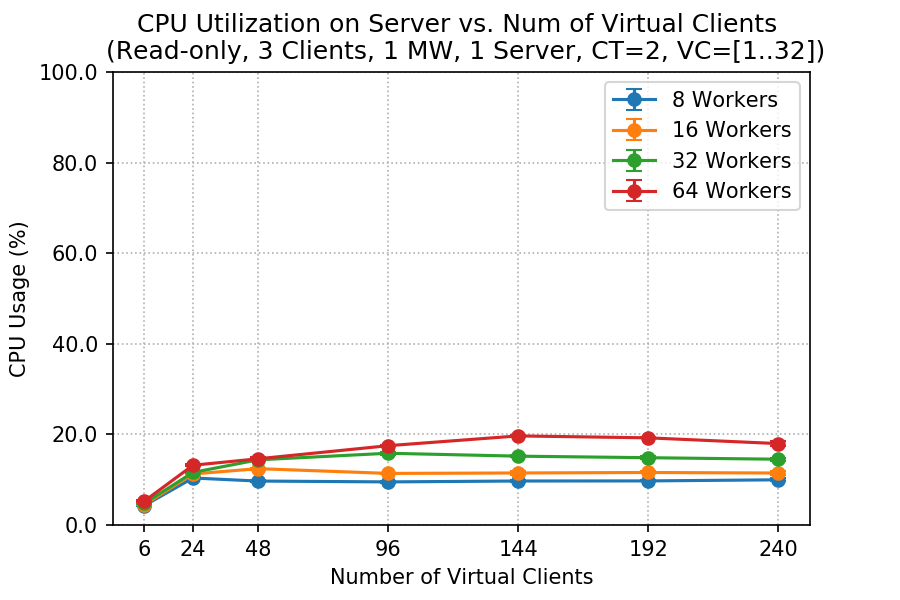 CPU Utilization on Server vs. Num of Virtual Clients
(Read-only, 3 Clients, 1 MW, 1 Server, CT=2, VC=[1..32])
100.0
80.0
60.0
40.0
20.0
0.0
CPU Usage (%)
8 Workers
16 Workers
32 Workers
64 Workers
6 24 48 96 144 192 240
Number of Virtual Clients